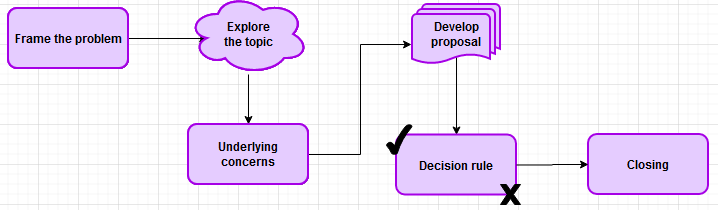 Frame the problem
Explore
the topic
Underlying
concerns
Develop
proposal
Decision rule
Closing